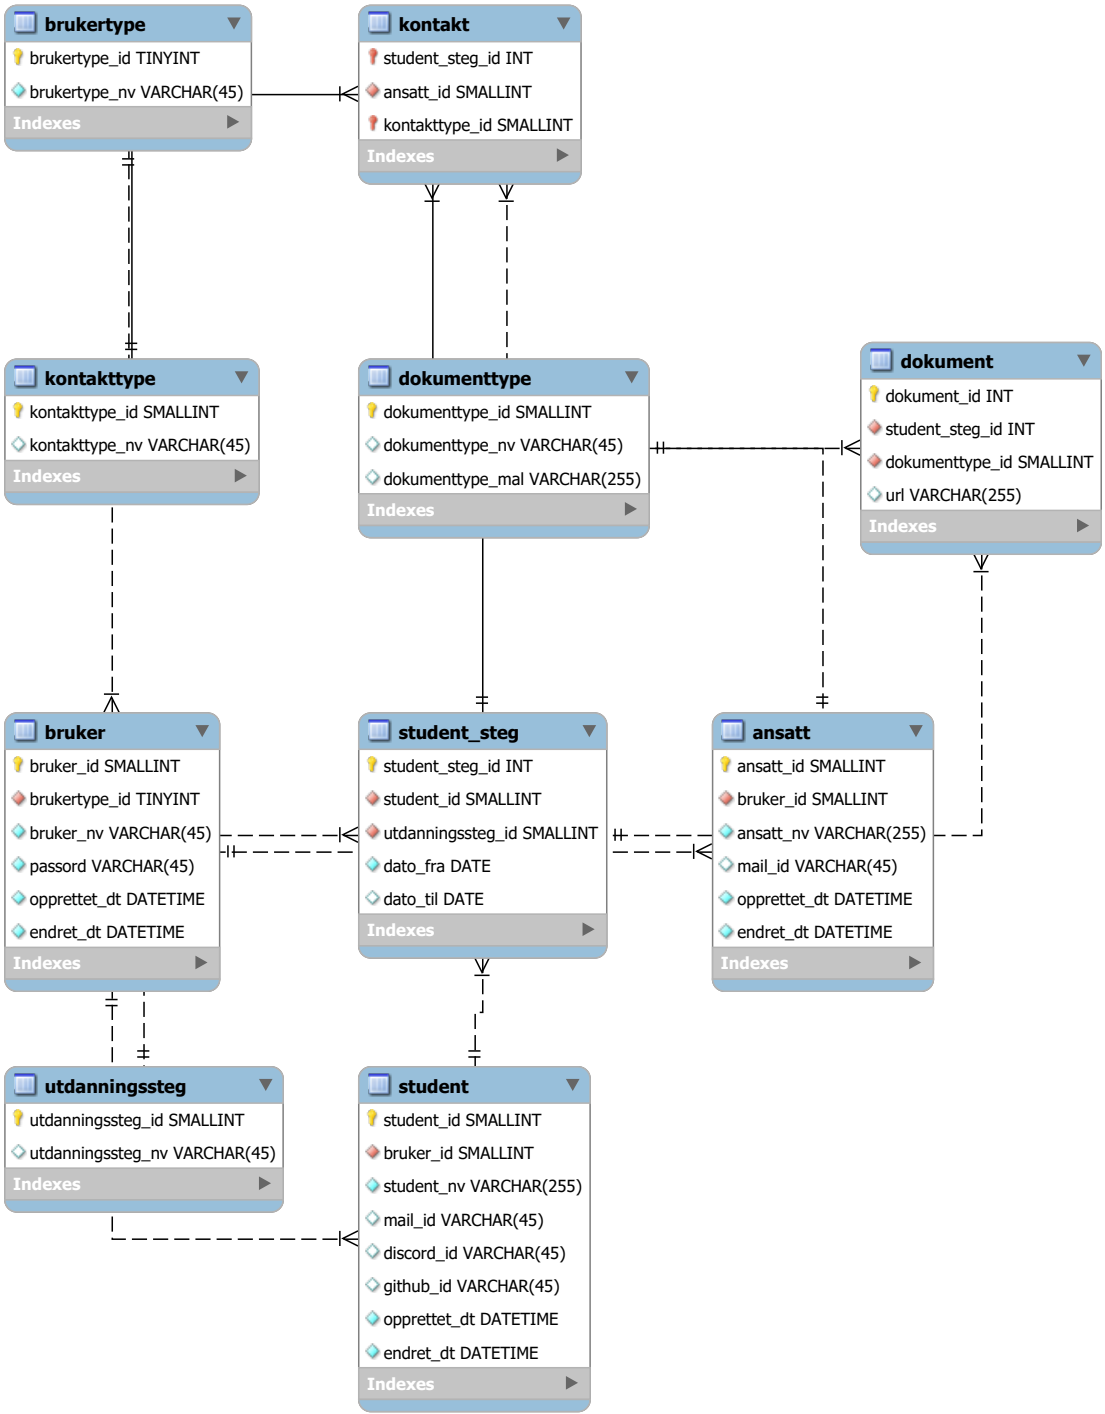 brukertype
brukertype_id TINYINT
brukertype_nv VARCHAR(45)
Indexes
kontakt
student_steg_id INT
ansatt_id SMALLINT
kontakttype_id SMALLINT
Indexes
kontakttype
kontakttype_id SMALLINT
kontakttype_nv VARCHAR(45)
Indexes
dokumenttype
dokumenttype_id SMALLINT
dokumenttype_nv VARCHAR(45)
dokumenttype_mal VARCHAR(255)
Indexes
dokument
dokument_id INT
student_steg_id INT
dokumenttype_id SMALLINT
url VARCHAR(255)
Indexes
bruker
bruker_id SMALLINT
brukertype_id TINYINT
bruker_nv VARCHAR(45)
passord VARCHAR(45)
opprettet_dt DATETIME
endret_dt DATETIME
Indexes
student_steg
student_steg_id INT
student_id SMALLINT
utdanningssteg_id SMALLINT
dato_fra DATE
dato_til DATE
Indexes
ansatt
ansatt_id SMALLINT
bruker_id SMALLINT
ansatt_nv VARCHAR(255)
mail_id VARCHAR(45)
opprettet_dt DATETIME
endret_dt DATETIME
Indexes
utdanningssteg
utdanningssteg_id SMALLINT
utdanningssteg_nv VARCHAR(45)
Indexes
student
student_id SMALLINT
bruker_id SMALLINT
student_nv VARCHAR(255)
mail_id VARCHAR(45)
discord_id VARCHAR(45)
github_id VARCHAR(45)
opprettet_dt DATETIME
endret_dt DATETIME
Indexes